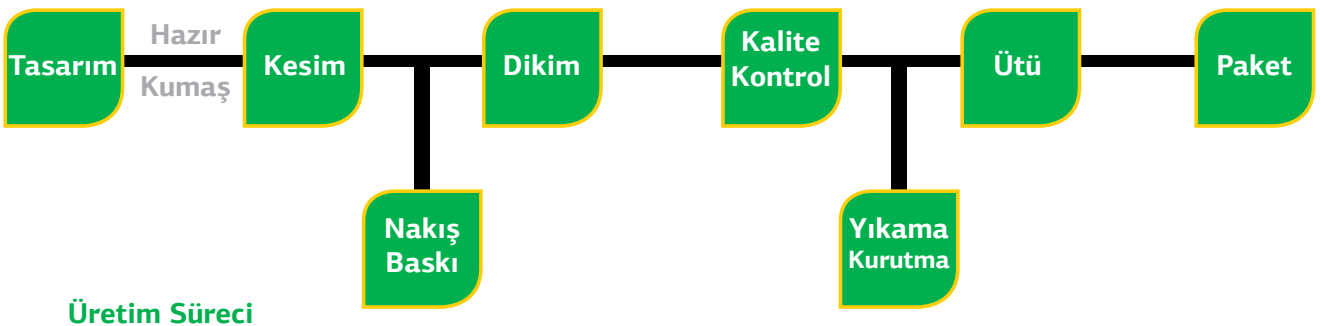 Tasarım
Hazır
Kumaş
Kesim
Dikim
Kalite
Kontrol
Ütü
Paket
Nakış
Baskı
Yıkama
Kurutma
Üretim Süreci